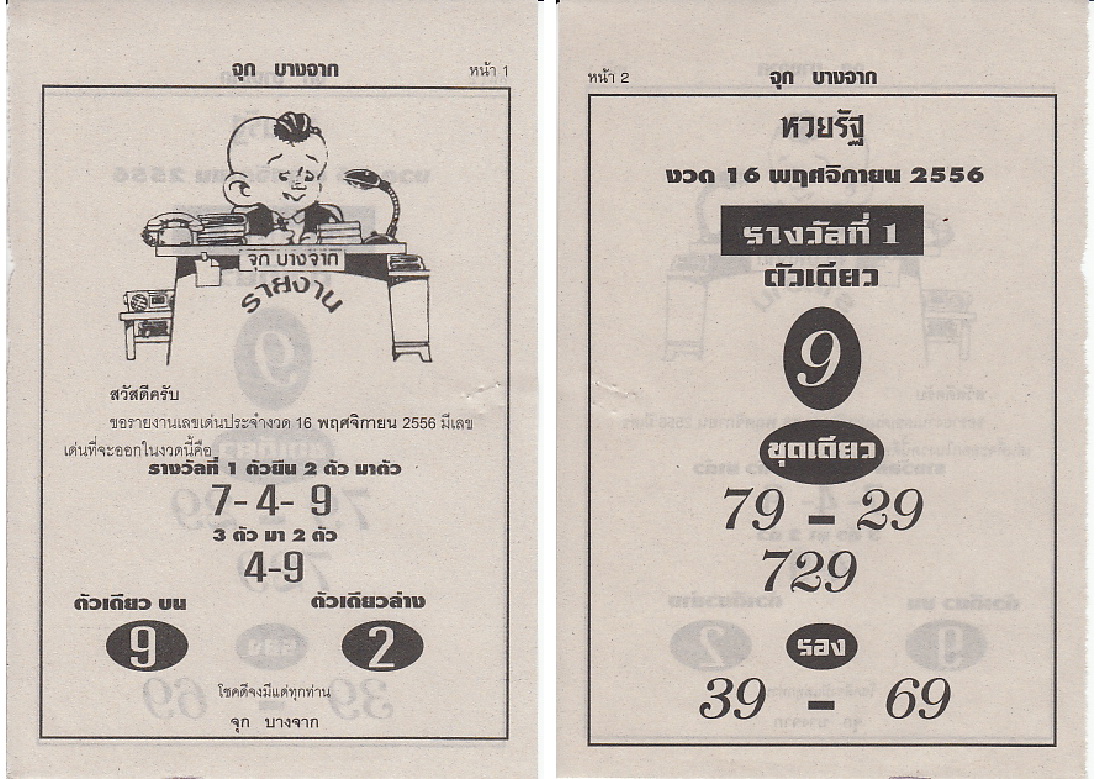 จุก บางจาก
หน้า 1
จุก บางจาก
รายงาน
สวัสดีครับ
ขอรายงานเลขเด่นประจำงวด 16 พฤศจิกายน 2556 มีเลข
เด่นที่จะออกในงวดนี้คือ
รางวัลที่ 1 ตัวยืน 2 ตัว มาตัว
7-4-9
3 ตัว มา 2 ตัว
4-9
ตัวเดียว บน ตัวเดียวล่าง
9 2
โชคดีจงมีแด่ทุกท่าน
จุก บางจาก
หน้า 2
จุก บางจาก
หวยรัฐ
งวด 16 พฤศจิกายน 2556
รางวัลที่ 1
ตัวเดียว
9
ชุดเดียว
79 - 29
729
รอง
39 - 69